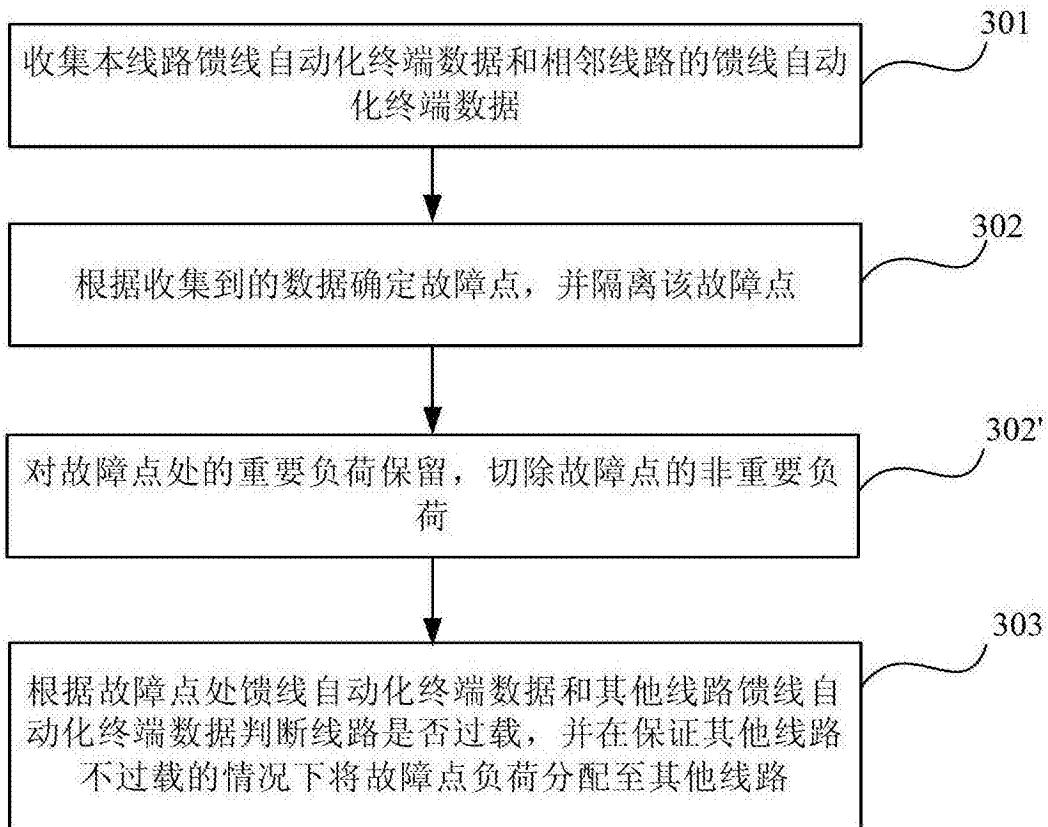 301
收集本线路馈线自动化终端数据和相邻线路的馈线自动
化终端数据
302
根据收集到的数据确定故障点，并隔离该故障点
302'
对故障点处的重要负荷保留，切除故障点的非重要负
荷
303
根据故障点处馈线自动化终端数据和其他线路馈线自
动化终端数据判断线路是否过载，并在保证其他线路
不过载的情况下将故障点负荷分配至其他线路